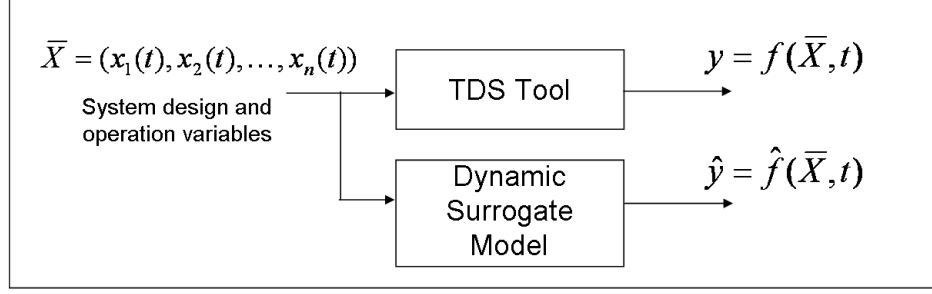 X̅ = (x₁(t), x₂(t),..., xₙ(t))
System design and
operation variables
TDS Tool
y = f(X̅,t)
Dynamic
Surrogate
Model
ŷ = f̂(X̅,t)